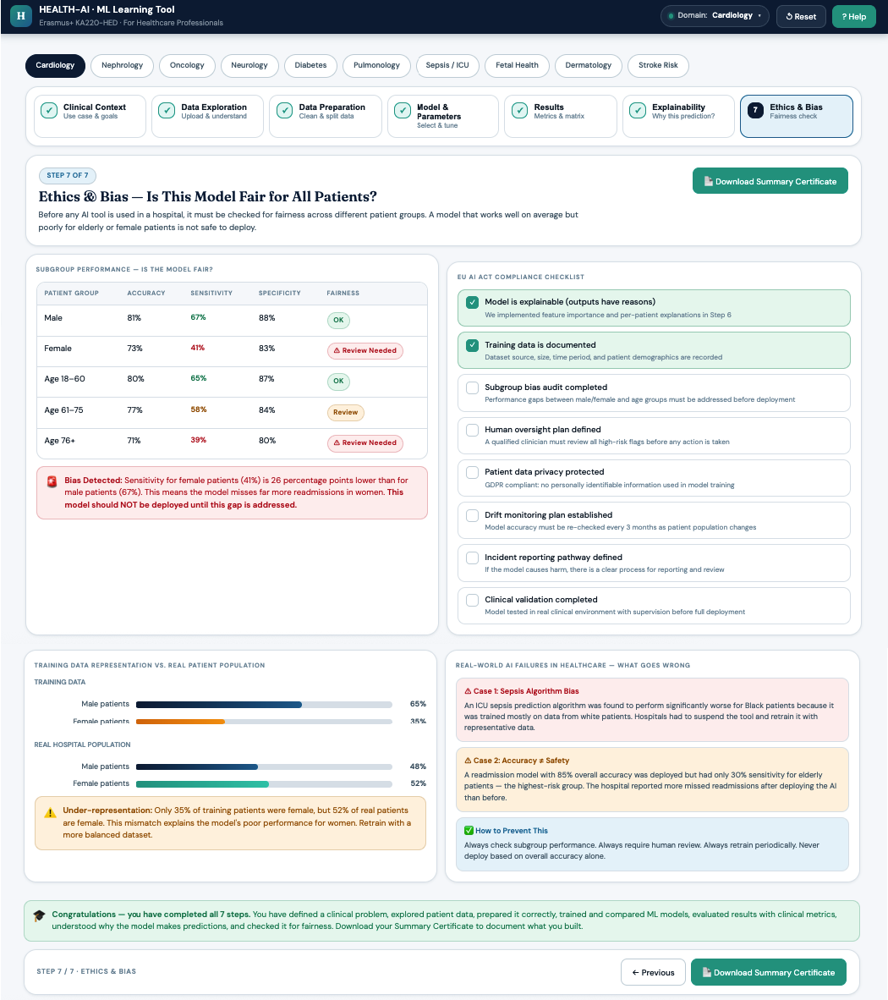 H
HEALTH-AI · ML Learning Tool
Erasmus+ KA220-HED · For Healthcare Professionals
Domain: Cardiology
↺ Reset
? Help
Cardiology
Nephrology
Oncology
Neurology
Diabetes
Pulmonology
Sepsis / ICU
Fetal Health
Dermatology
Stroke Risk
✓ Clinical Context
Use case & goals
✓ Data Exploration
Upload & understand
✓ Data Preparation
Clean & split data
✓ Model &
Parameters
Select & tune
✓ Results
Metrics & matrix
✓ Explainability
Why this prediction?
7 Ethics & Bias
Fairness check
STEP 7 OF 7
Download Summary Certificate
Ethics & Bias — Is This Model Fair for All Patients?
Before any AI tool is used in a hospital, it must be checked for fairness across different patient groups. A model that works well on average but
poorly for elderly or female patients is not safe to deploy.
SUBGROUP PERFORMANCE — IS THE MODEL FAIR?
PATIENT GROUP ACCURACY SENSITIVITY SPECIFICITY FAIRNESS
Male 81% 67% 88% OK
Female 73% 41% 83% ⚠ Review Needed
Age 18–60 80% 65% 87% OK
Age 61–75 77% 58% 84% Review
Age 76+ 71% 39% 80% ⚠ Review Needed
Bias Detected: Sensitivity for female patients (41%) is 26 percentage points lower than for
male patients (67%). This means the model misses far more readmissions in women. This
model should NOT be deployed until this gap is addressed.
EU AI ACT COMPLIANCE CHECKLIST
Model is explainable (outputs have reasons)
We implemented feature importance and per-patient explanations in Step 6
Training data is documented
Dataset source, size, time period, and patient demographics are recorded
Subgroup bias audit completed
Performance gaps between male/female and age groups must be addressed before deployment
Human oversight plan defined
A qualified clinician must review all high-risk flags before any action is taken
Patient data privacy protected
GDPR compliant: no personally identifiable information used in model training
Drift monitoring plan established
Model accuracy must be re-checked every 3 months as patient population changes
Incident reporting pathway defined
If the model causes harm, there is a clear process for reporting and review
Clinical validation completed
Model tested in real clinical environment with supervision before full deployment
TRAINING DATA REPRESENTATION VS. REAL PATIENT POPULATION
TRAINING DATA
Male patients 65%
Female patients 35%
REAL HOSPITAL POPULATION
Male patients 48%
Female patients 52%
Under-representation: Only 35% of training patients were female, but 52% of real patients
are female. This mismatch explains the model's poor performance for women. Retrain with a
more balanced dataset.
REAL-WORLD AI FAILURES IN HEALTHCARE — WHAT GOES WRONG
⚠ Case 1: Sepsis Algorithm Bias
An ICU sepsis prediction algorithm was found to perform significantly worse for Black patients because it
was trained mostly on data from white patients. Hospitals had to suspend the tool and retrain it with
representative data.
⚠ Case 2: Accuracy ≠ Safety
A readmission model with 85% overall accuracy was deployed but had only 30% sensitivity for elderly
patients — the highest-risk group. The hospital reported more missed readmissions after deploying the AI
than before.
✅ How to Prevent This
Always check subgroup performance. Always require human review. Always retrain periodically. Never
deploy based on overall accuracy alone.
Congratulations — you have completed all 7 steps. You have defined a clinical problem, explored patient data, prepared it correctly, trained and compared ML models, evaluated results with clinical metrics,
understood why the model makes predictions, and checked it for fairness. Download your Summary Certificate to document what you built.
STEP 7 / 7 · ETHICS & BIAS
← Previous
Download Summary Certificate